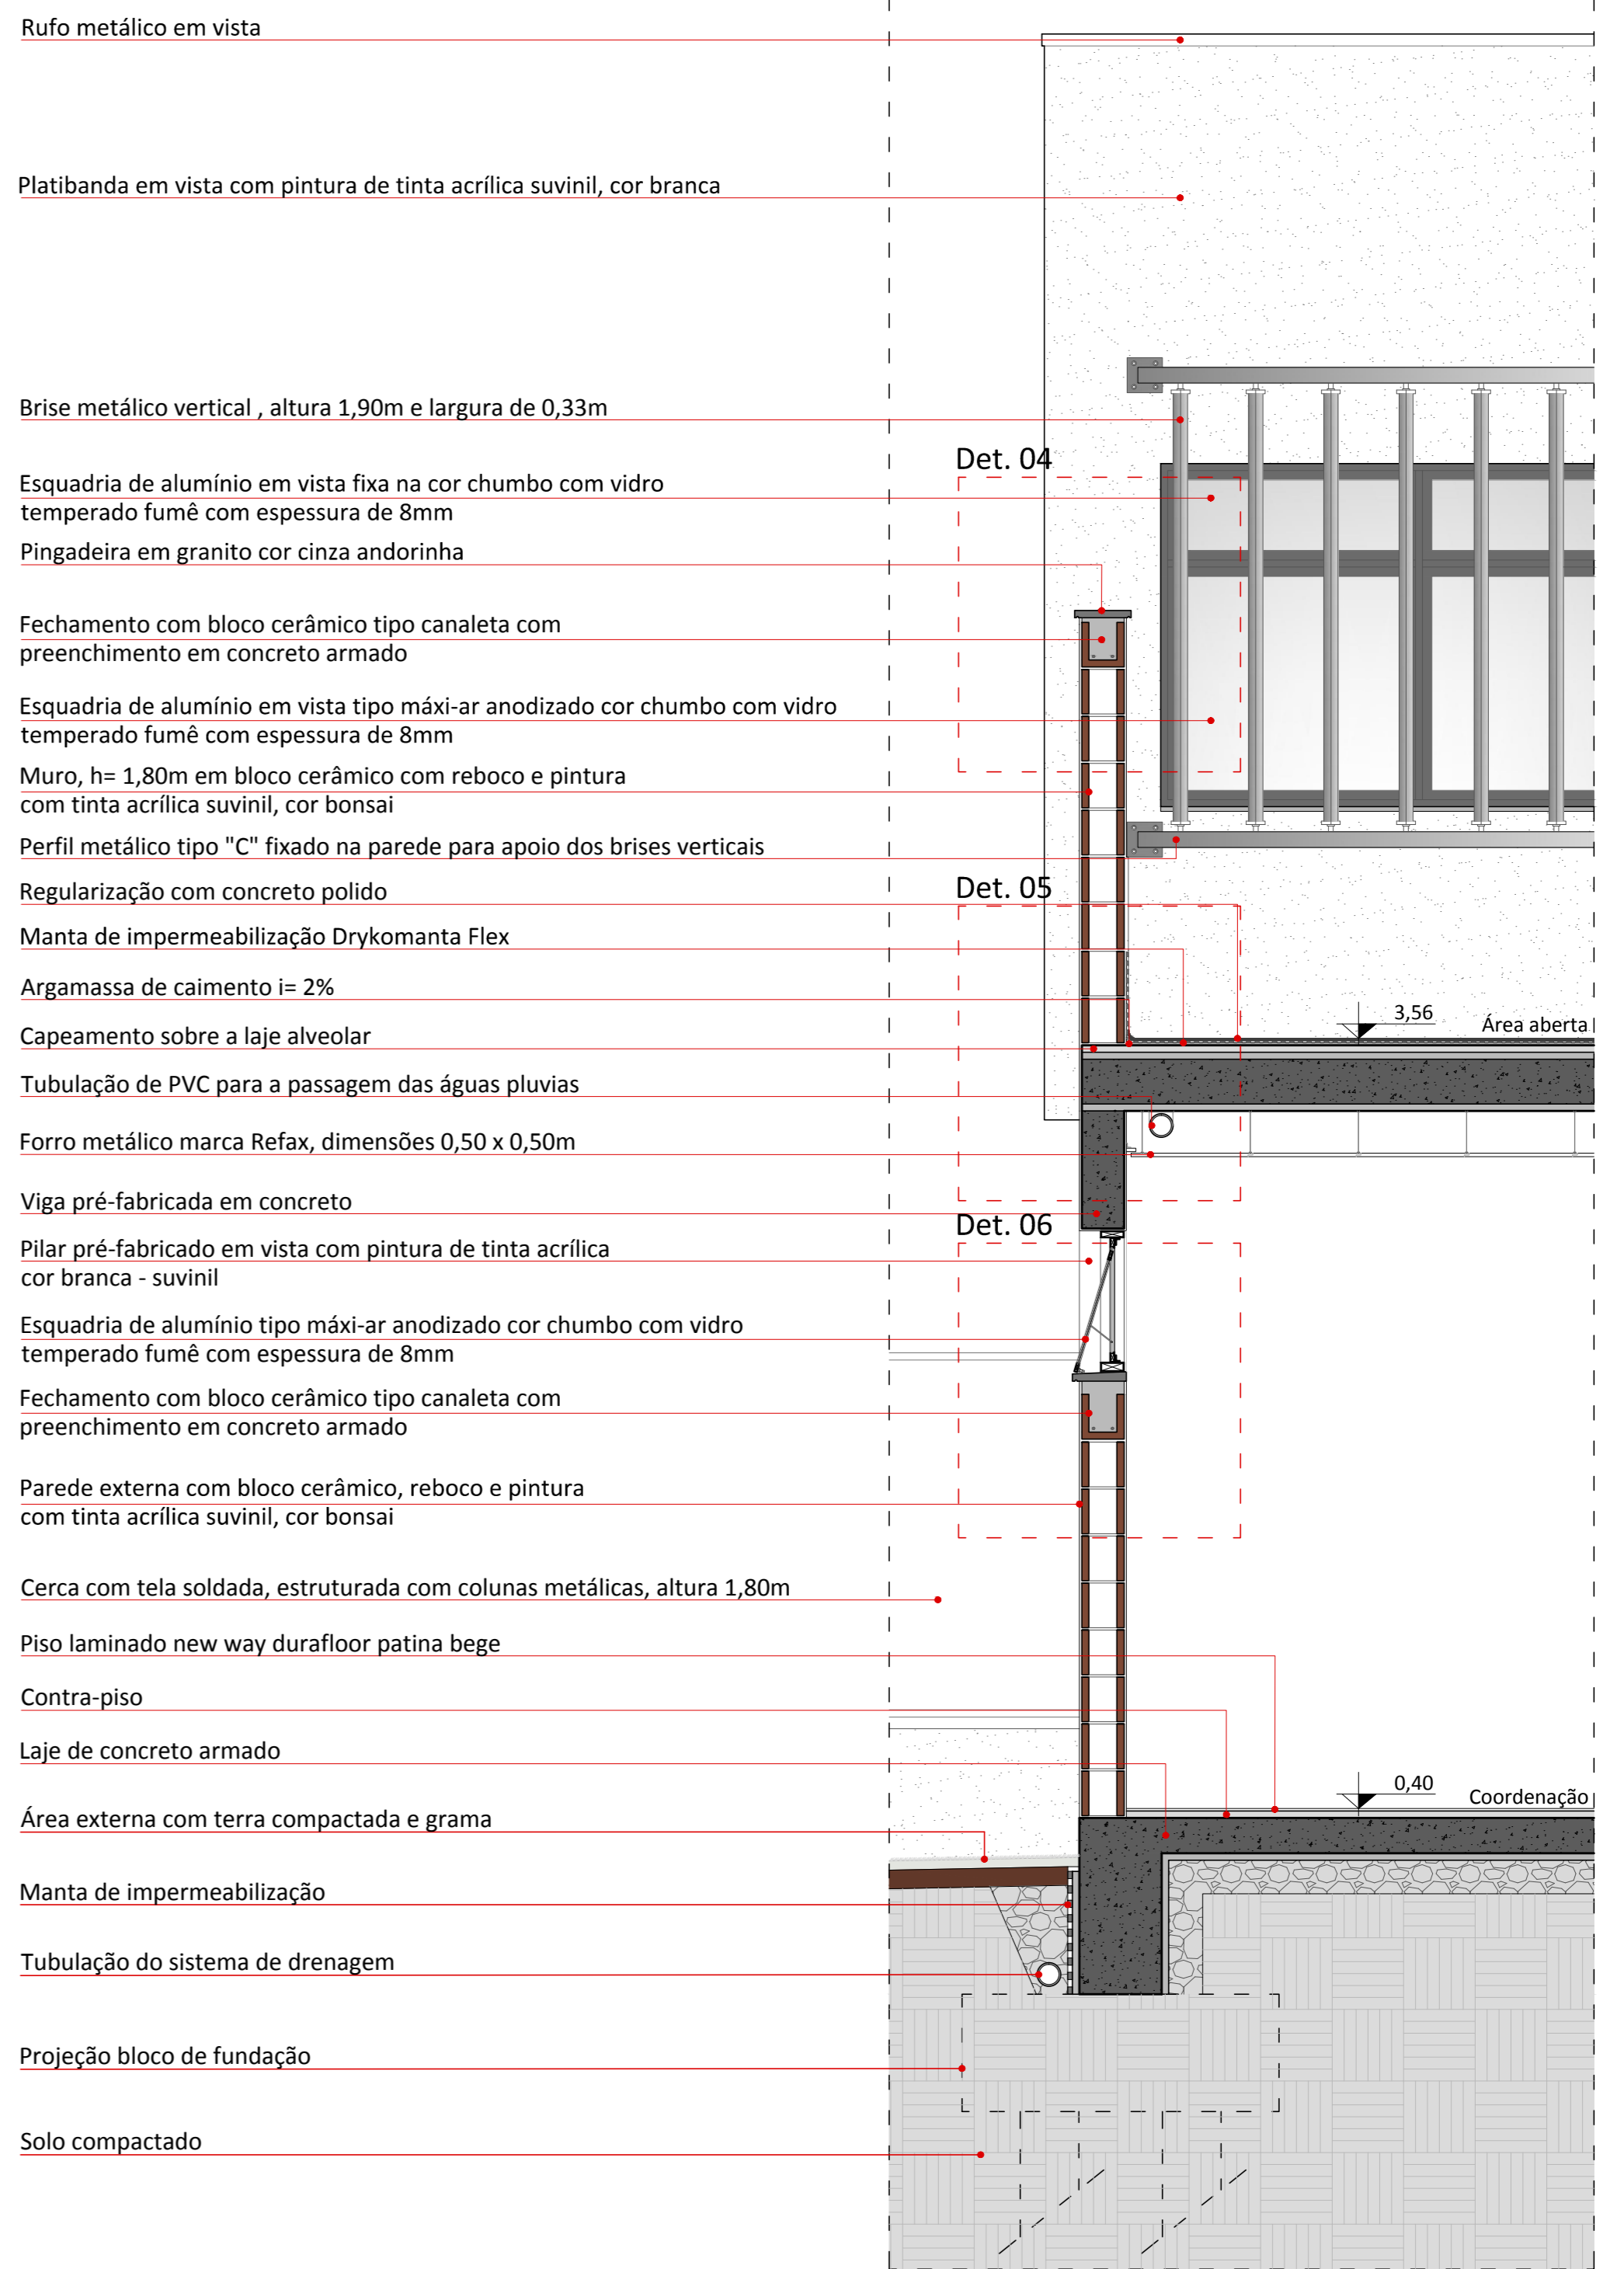 Rufo metálico em vista
Platibanda em vista com pintura de tinta acrílica suvinil, cor branca
Brise metálico vertical , altura 1,90m e largura de 0,33m
Det. 04
Esquadria de alumínio em vista fixa na cor chumbo com vidro
temperado fumê com espessura de 8mm
Pingadeira em granito cor cinza andorinha
Fechamento com bloco cerâmico tipo canaleta com
preenchimento em concreto armado
Esquadria de alumínio em vista tipo máxi-ar anodizado cor chumbo com vidro
temperado fumê com espessura de 8mm
Muro, h= 1,80m em bloco cerâmico com reboco e pintura
com tinta acrílica suvinil, cor bonsai
Perfil metálico tipo "C" fixado na parede para apoio dos brises verticais
Det. 05
Regularização com concreto polido
Manta de impermeabilização Drykomanta Flex
Argamassa de caimento i= 2%
3,56
Área aberta
Capeamento sobre a laje alveolar
Tubulação de PVC para a passagem das águas pluvias
Forro metálico marca Refax, dimensões 0,50 x 0,50m
Viga pré-fabricada em concreto
Det. 06
Pilar pré-fabricado em vista com pintura de tinta acrílica
cor branca - suvinil
Esquadria de alumínio tipo máxi-ar anodizado cor chumbo com vidro
temperado fumê com espessura de 8mm
Fechamento com bloco cerâmico tipo canaleta com
preenchimento em concreto armado
Parede externa com bloco cerâmico, reboco e pintura
com tinta acrílica suvinil, cor bonsai
Cerca com tela soldada, estruturada com colunas metálicas, altura 1,80m
Piso laminado new way durafloor patina bege
Contra-piso
Laje de concreto armado
0,40
Coordenação
Área externa com terra compactada e grama
Manta de impermeabilização
Tubulação do sistema de drenagem
Projeção bloco de fundação
Solo compactado